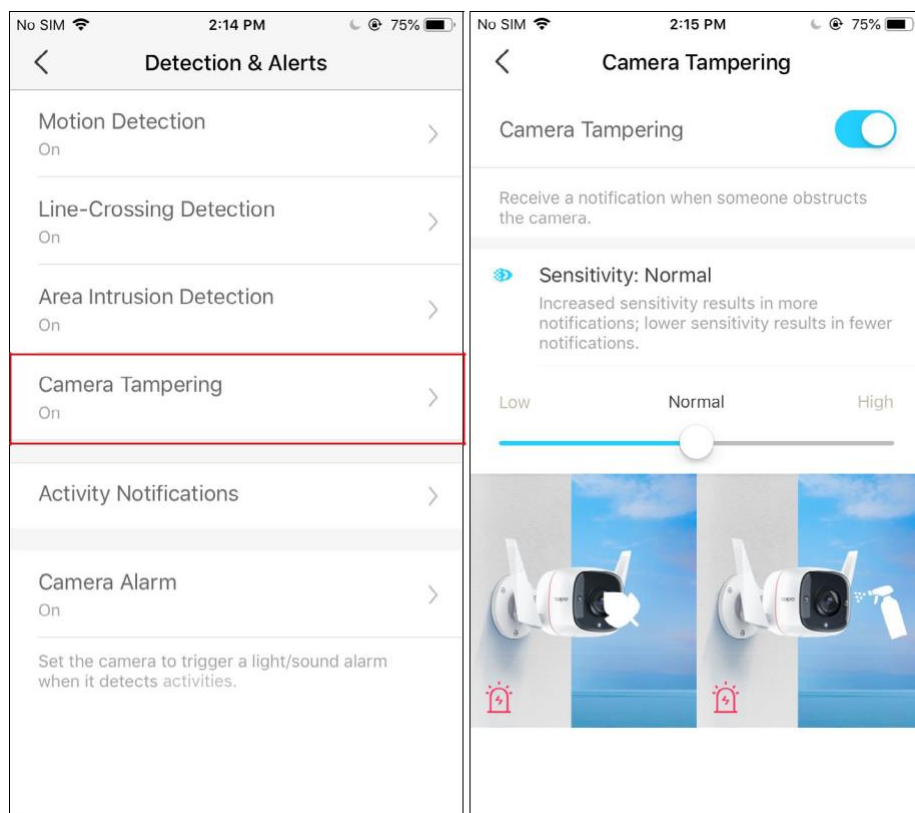 No SIM 2:14 PM 75%
Detection & Alerts
Motion Detection
On
Line-Crossing Detection
On
Area Intrusion Detection
On
Camera Tampering
On
Activity Notifications
Camera Alarm
On
Set the camera to trigger a light/sound alarm
when it detects activities.
No SIM 2:15 PM 75%
Camera Tampering
Camera Tampering
Receive a notification when someone obstructs
the camera.
Sensitivity: Normal
Increased sensitivity results in more
notifications; lower sensitivity results in fewer
notifications.
Low Normal High
tapo
tapo